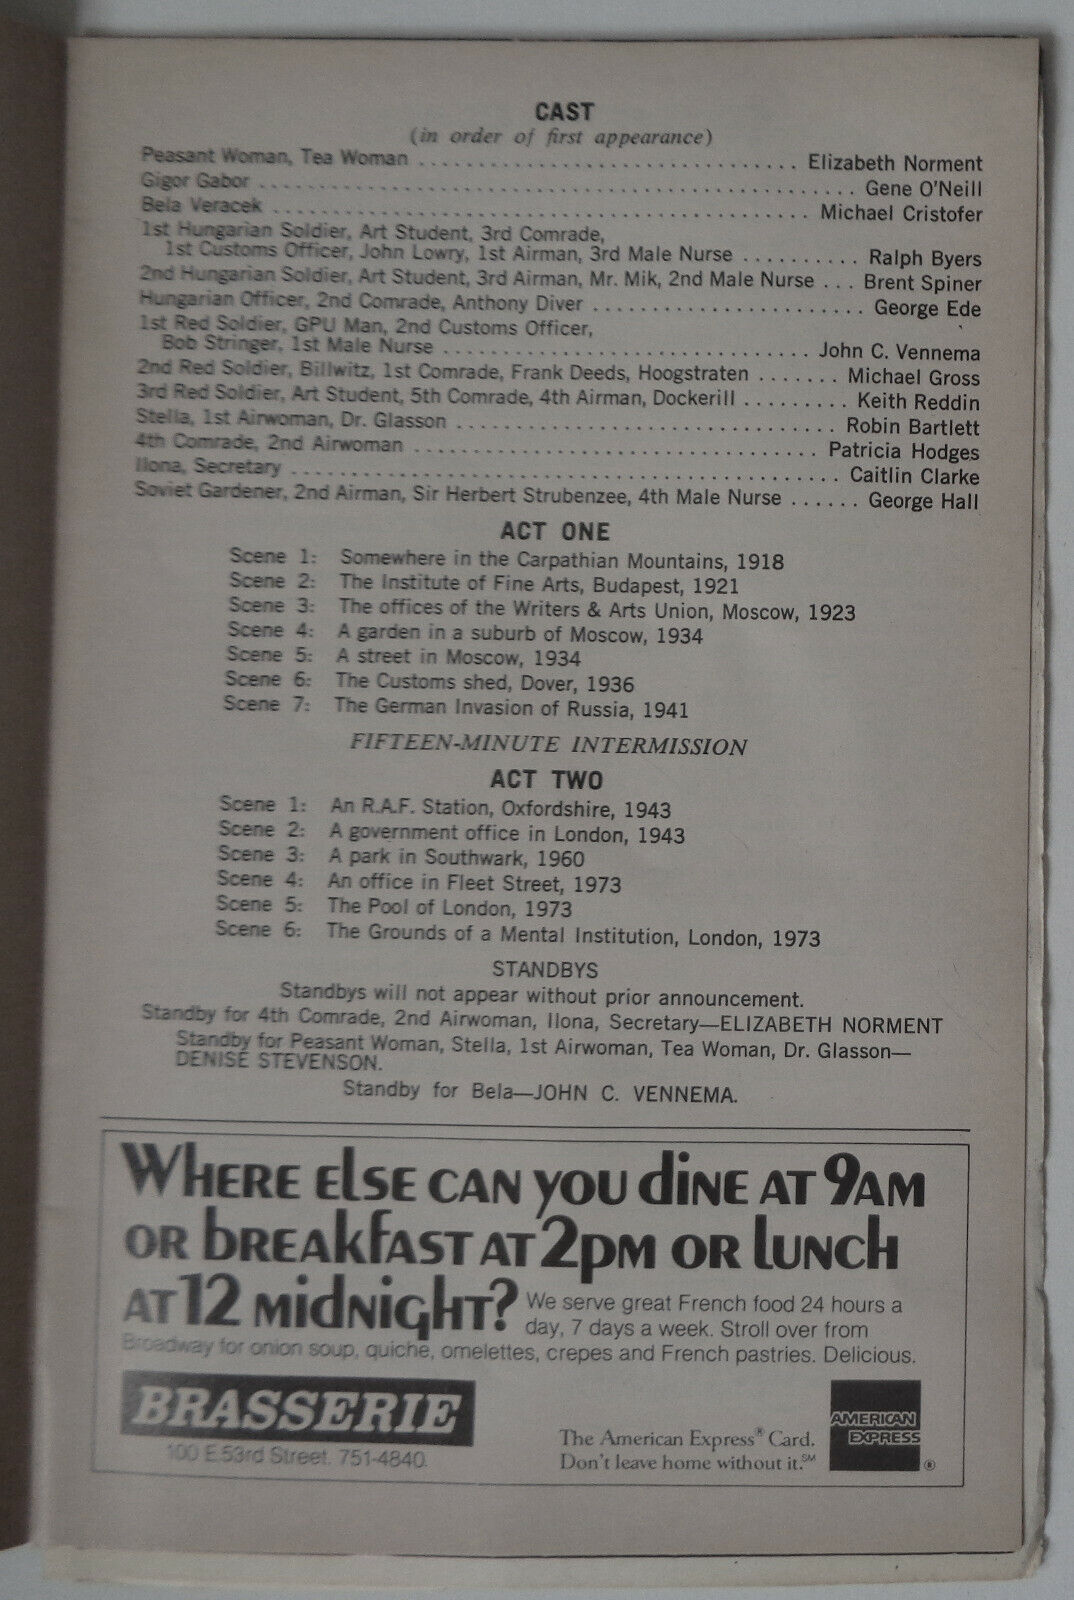 CAST
(in order of first appearance)
Peasant Woman, Tea Woman ................................ Elizabeth Norment
Gigor Gabor ................................................... Gene O'Neill
Bela Veracek .............................................. Michael Cristofer
1st Hungarian Soldier, Art Student, 3rd Comrade,
1st Customs Officer, John Lowry, 1st Airman, 3rd Male Nurse .......... Ralph Byers
2nd Hungarian Soldier, Art Student, 3rd Airman, Mr. Mik, 2nd Male Nurse ... Brent Spiner
Hungarian Officer, 2nd Comrade, Anthony Diver ....................... George Ede
1st Red Soldier, GPU Man, 2nd Customs Officer,
Bob Stringer, 1st Male Nurse ............................... John C. Vennema
2nd Red Soldier, Billwitz, 1st Comrade, Frank Deeds, Hoogstraten ....... Michael Gross
3rd Red Soldier, Art Student, 5th Comrade, 4th Airman, Dockerill ......... Keith Reddin
Stella, 1st Airwoman, Dr. Glasson ................................ Robin Bartlett
4th Comrade, 2nd Airwoman .................................. Patricia Hodges
Ilona, Secretary .............................................. Caitlin Clarke
Soviet Gardener, 2nd Airman, Sir Herbert Strubenzee, 4th Male Nurse ...... George Hall
ACT ONE
Scene 1: Somewhere in the Carpathian Mountains, 1918
Scene 2: The Institute of Fine Arts, Budapest, 1921
Scene 3: The offices of the Writers & Arts Union, Moscow, 1923
Scene 4: A garden in a suburb of Moscow, 1934
Scene 5: A street in Moscow, 1934
Scene 6: The Customs shed, Dover, 1936
Scene 7: The German Invasion of Russia, 1941
FIFTEEN-MINUTE INTERMISSION
ACT TWO
Scene 1: An R.A.F. Station, Oxfordshire, 1943
Scene 2: A government office in London, 1943
Scene 3: A park in Southwark, 1960
Scene 4: An office in Fleet Street, 1973
Scene 5: The Pool of London, 1973
Scene 6: The Grounds of a Mental Institution, London, 1973
STANDBYS
Standbys will not appear without prior announcement.
Standby for 4th Comrade, 2nd Airwoman, Ilona, Secretary—ELIZABETH NORMENT
Standby for Peasant Woman, Stella, 1st Airwoman, Tea Woman, Dr. Glasson—
DENISE STEVENSON.
Standby for Bela—JOHN C. VENNEMA.
WHERE ELSE CAN YOU DINE AT 9AM
OR BREAKFAST AT 2PM OR LUNCH
AT 12 MIDNIGHT? We serve great French food 24 hours a
day, 7 days a week. Stroll over from
Broadway for onion soup, quiche, omelettes, crepes and French pastries. Delicious.
BRASSERIE
100 E.53rd Street. 751-4840.
The American Express® Card.
Don't leave home without it.℠
AMERICAN
EXPRESS
®